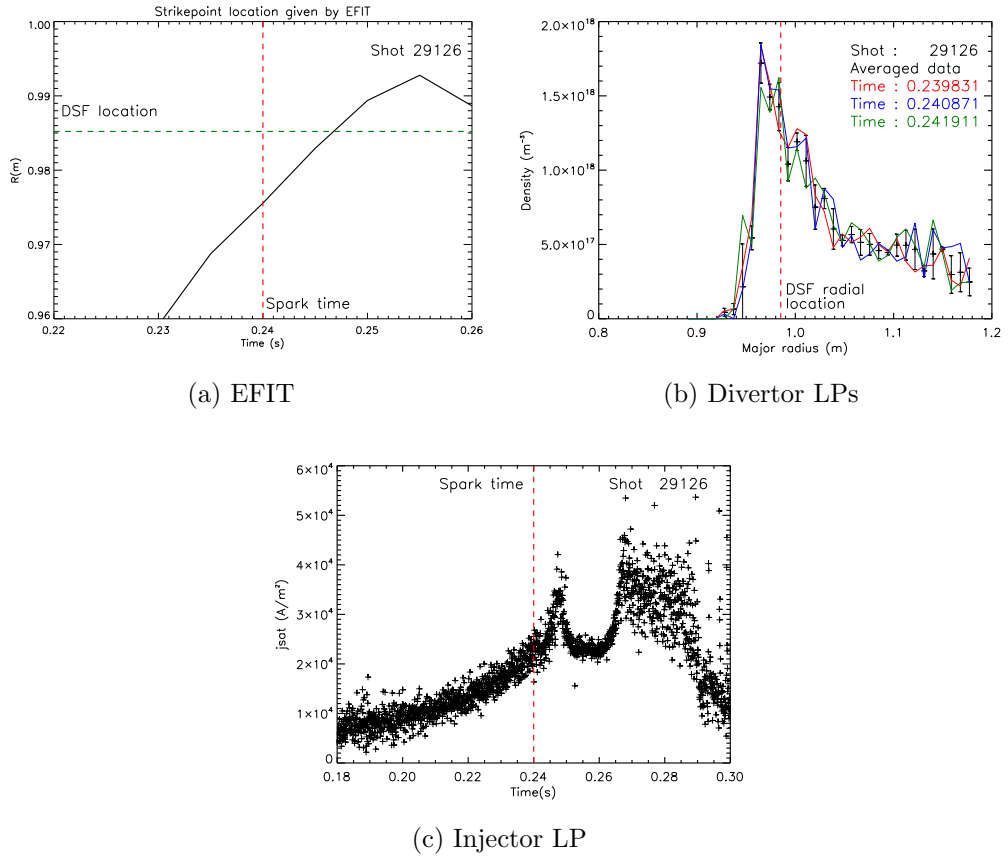 Strikepoint location given by EFIT
1.00
0.99
0.98
0.97
0.96
R(m)
Shot 29126
DSF location
Spark time
0.22 0.23 0.24 0.25 0.26
Time (s)
(a) EFIT
2.0×10¹⁸
1.5×10¹⁸
1.0×10¹⁸
5.0×10¹⁷
0
Density (m⁻³)
Shot : 29126
Averaged data
Time : 0.239831
Time : 0.240871
Time : 0.241911
DSF radial
location
0.8 0.9 1.0 1.1 1.2
Major radius (m)
(b) Divertor LPs
6×10⁴
5×10⁴
4×10⁴
3×10⁴
2×10⁴
1×10⁴
0
jsat (A/m²)
Spark time
Shot 29126
0.18 0.20 0.22 0.24 0.26 0.28 0.30
Time(s)
(c) Injector LP